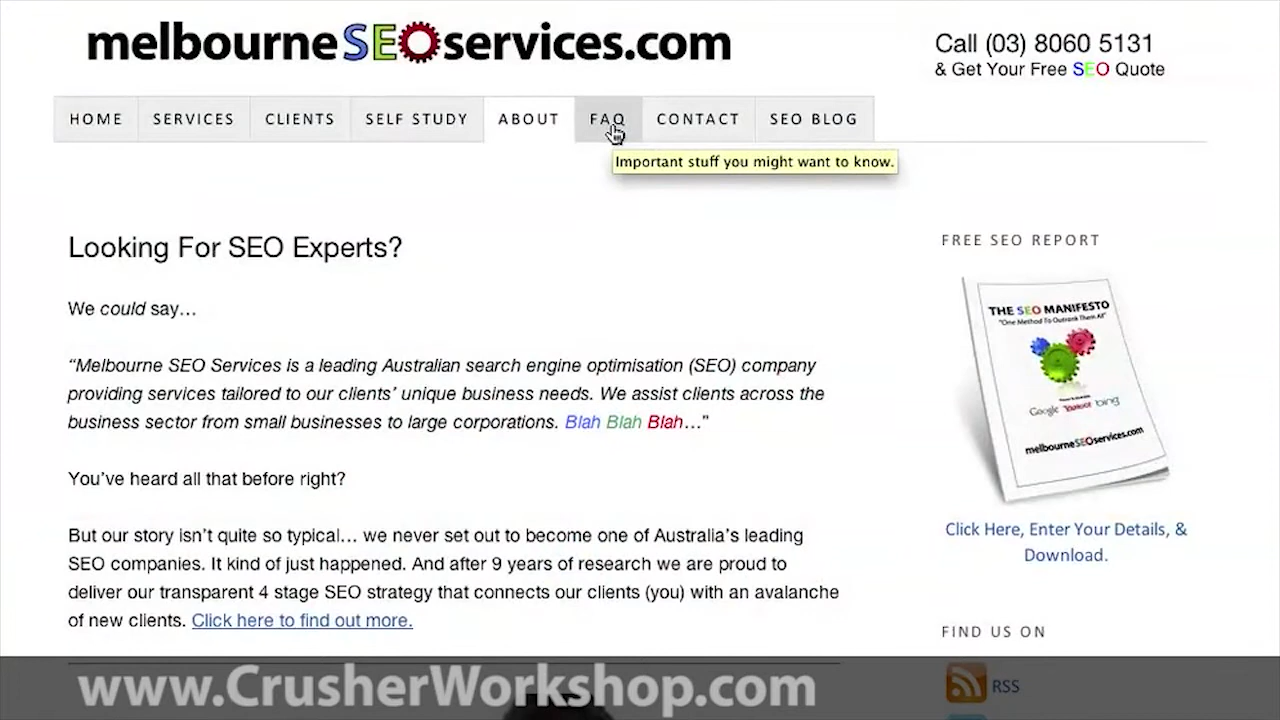 melbourneSEOservices.com
Call (03) 8060 5131
& Get Your Free SEO Quote
HOME SERVICES CLIENTS SELF STUDY ABOUT FAQ CONTACT SEO BLOG
Important stuff you might want to know.
Looking For SEO Experts?
We could say…
“Melbourne SEO Services is a leading Australian search engine optimisation (SEO) company
providing services tailored to our clients’ unique business needs. We assist clients across the
business sector from small businesses to large corporations. Blah Blah Blah…”
You’ve heard all that before right?
But our story isn’t quite so typical… we never set out to become one of Australia’s leading
SEO companies. It kind of just happened. And after 9 years of research we are proud to
deliver our transparent 4 stage SEO strategy that connects our clients (you) with an avalanche
of new clients. Click here to find out more.
FREE SEO REPORT
THE SEO MANIFESTO
"One Method To Outrank Them All"
Google YAHOO! bing
melbourneSEOservices.com
Click Here, Enter Your Details, &
Download.
FIND US ON
RSS
www.CrusherWorkshop.com